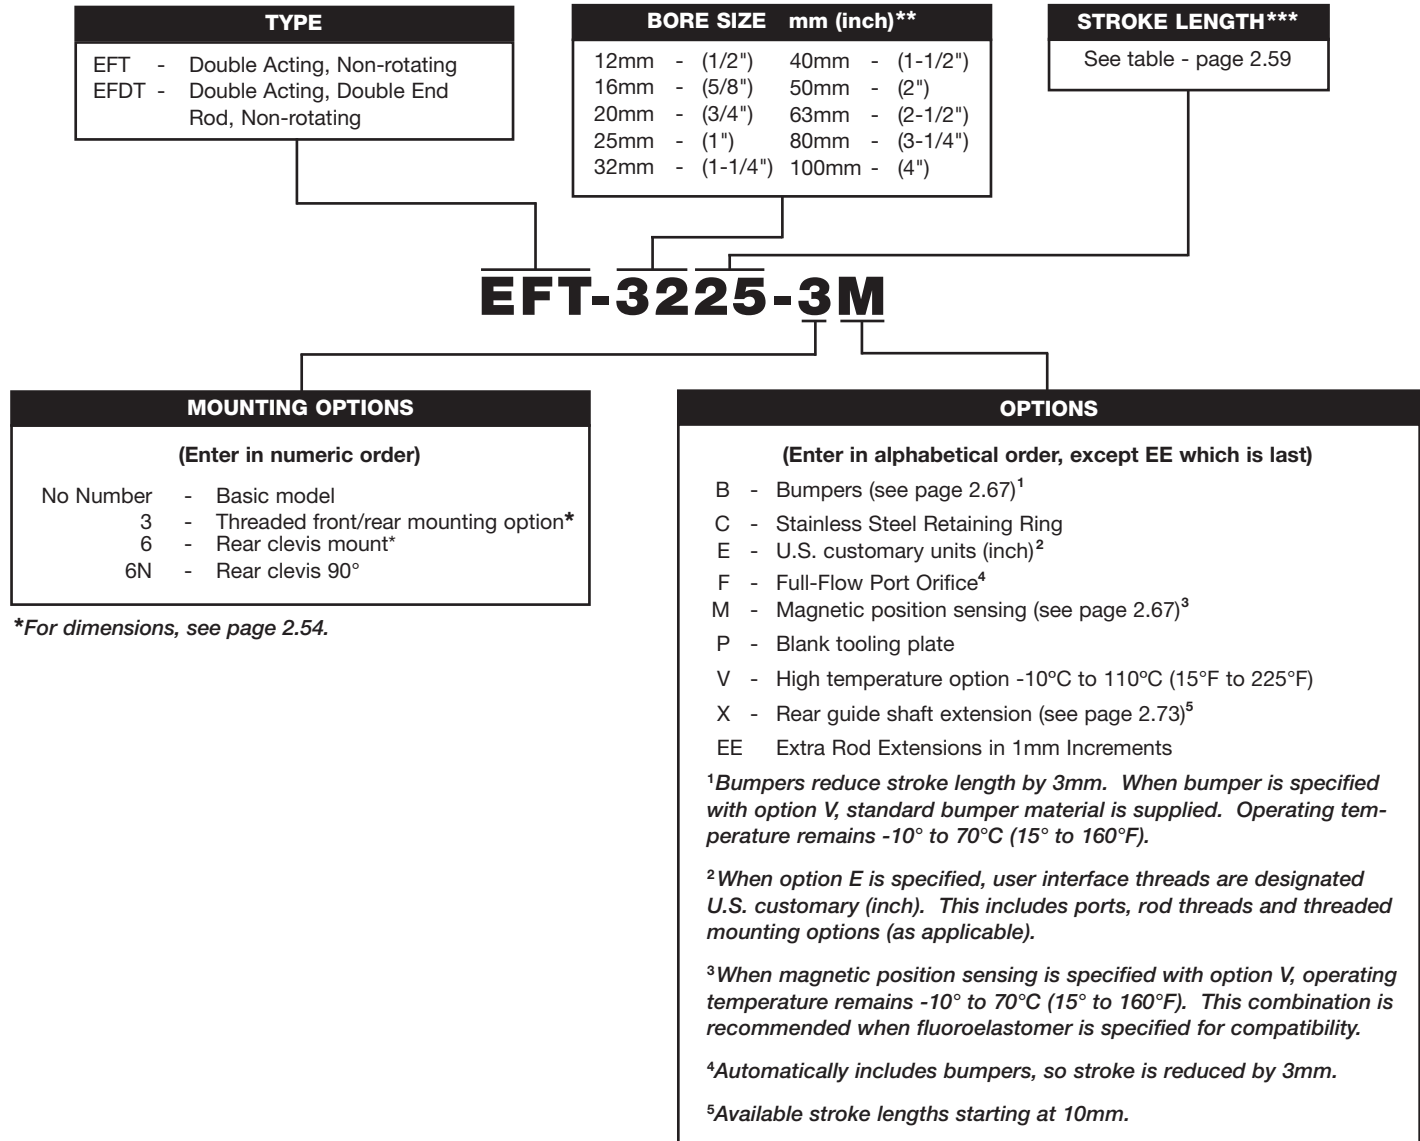 TYPE
EFT - Double Acting, Non-rotating
EFDT - Double Acting, Double End
Rod, Non-rotating
BORE SIZE mm (inch)**
12mm - (1/2") 40mm - (1-1/2")
16mm - (5/8") 50mm - (2")
20mm - (3/4") 63mm - (2-1/2")
25mm - (1") 80mm - (3-1/4")
32mm - (1-1/4") 100mm - (4")
STROKE LENGTH***
See table - page 2.59
EFT-3225-3M
MOUNTING OPTIONS
(Enter in numeric order)
No Number - Basic model
3 - Threaded front/rear mounting option*
6 - Rear clevis mount*
6N - Rear clevis 90°
*For dimensions, see page 2.54.
OPTIONS
(Enter in alphabetical order, except EE which is last)
B - Bumpers (see page 2.67)¹
C - Stainless Steel Retaining Ring
E - U.S. customary units (inch)²
F - Full-Flow Port Orifice⁴
M - Magnetic position sensing (see page 2.67)³
P - Blank tooling plate
V - High temperature option -10ºC to 110ºC (15°F to 225°F)
X - Rear guide shaft extension (see page 2.73)⁵
EE Extra Rod Extensions in 1mm Increments
¹Bumpers reduce stroke length by 3mm. When bumper is specified
with option V, standard bumper material is supplied. Operating tem-
perature remains -10° to 70°C (15° to 160°F).
²When option E is specified, user interface threads are designated
U.S. customary (inch). This includes ports, rod threads and threaded
mounting options (as applicable).
³When magnetic position sensing is specified with option V, operating
temperature remains -10° to 70°C (15° to 160°F). This combination is
recommended when fluoroelastomer is specified for compatibility.
⁴Automatically includes bumpers, so stroke is reduced by 3mm.
⁵Available stroke lengths starting at 10mm.